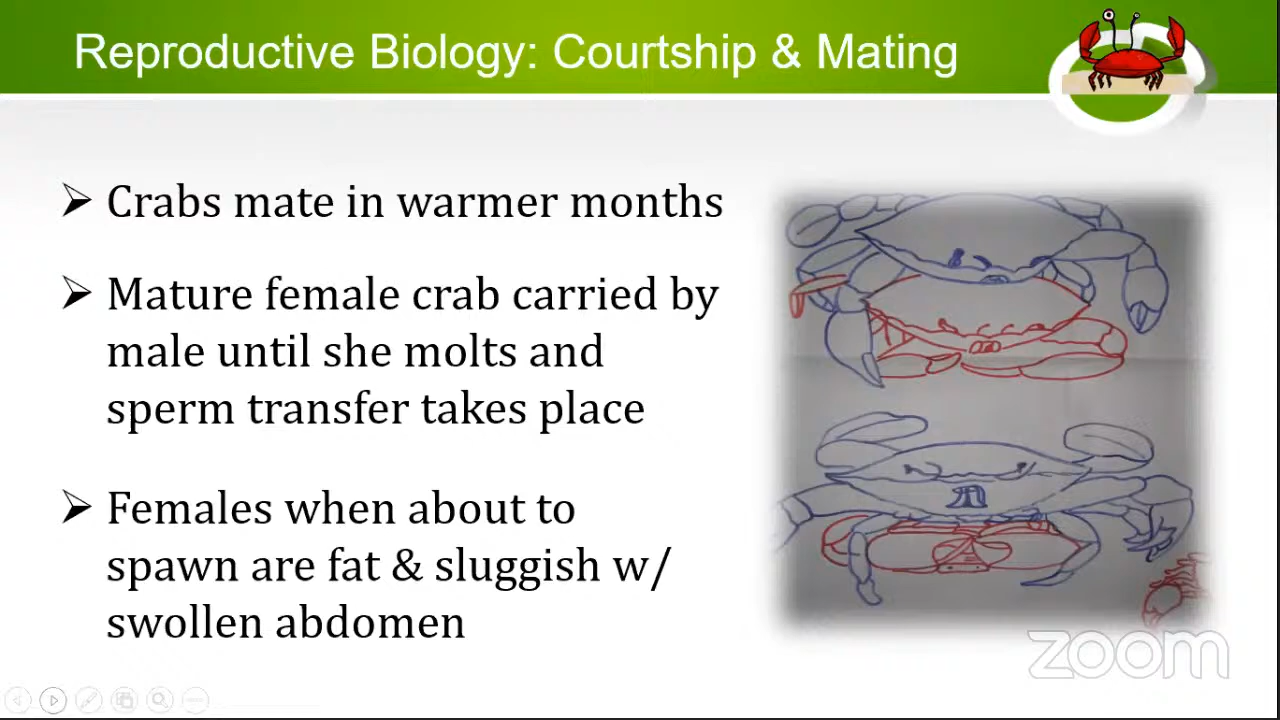 Reproductive Biology: Courtship & Mating
Crabs mate in warmer months
Mature female crab carried by
male until she molts and
sperm transfer takes place
Females when about to
spawn are fat & sluggish w/
swollen abdomen
zoom